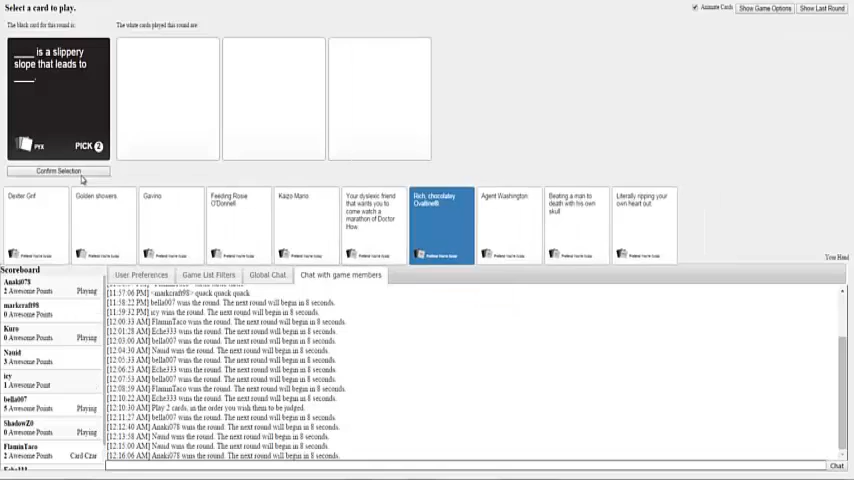 Select a card to play.
Animate Cards
Show Game Options
Show Last Round
The black card for this round is:
The white cards played this round are:
____ is a slippery
slope that leads to
____.
PYX
PICK 2
Confirm Selection
Dexter Grif
Golden showers.
Gavino
Feeding Rosie
O'Donnell
Kaizo Mario
Your dyslexic friend
that wants you to
come watch a
marathon of Doctor
How.
Rich, chocolatey
Ovaltine®
Agent Washington.
Beating a man to
death with his own
skull
Literally ripping your
own heart out.
Your Hand
Scoreboard
Anaki078
2 Awesome Points
Playing
markcraft98
0 Awesome Points
Kuro
0 Awesome Points
Nauid
3 Awesome Points
icy
1 Awesome Point
bella007
5 Awesome Points
Playing
ShadowZ0
0 Awesome Points
Playing
FlaminTaco
2 Awesome Points
Card Czar
Eche333
User Preferences
Game List Filters
Global Chat
Chat with game members
[11:57:06 PM] <markcraft98> quack quack quack
[11:58:22 PM] bella007 wins the round. The next round will begin in 8 seconds.
[11:59:32 PM] icy wins the round. The next round will begin in 8 seconds.
[12:00:33 AM] FlaminTaco wins the round. The next round will begin in 8 seconds.
[12:01:28 AM] Eche333 wins the round. The next round will begin in 8 seconds.
[12:03:00 AM] bella007 wins the round. The next round will begin in 8 seconds.
[12:04:30 AM] Nauid wins the round. The next round will begin in 8 seconds.
[12:05:33 AM] bella007 wins the round. The next round will begin in 8 seconds.
[12:06:23 AM] Eche333 wins the round. The next round will begin in 8 seconds.
[12:07:53 AM] bella007 wins the round. The next round will begin in 8 seconds.
[12:08:59 AM] FlaminTaco wins the round. The next round will begin in 8 seconds.
[12:10:22 AM] Eche333 wins the round. The next round will begin in 8 seconds.
[12:10:30 AM] Play 2 cards, in the order you wish them to be judged.
[12:11:27 AM] bella007 wins the round. The next round will begin in 8 seconds.
[12:12:40 AM] Anaki078 wins the round. The next round will begin in 8 seconds.
[12:13:58 AM] Nauid wins the round. The next round will begin in 8 seconds.
[12:15:00 AM] Nauid wins the round. The next round will begin in 8 seconds.
[12:16:06 AM] Anaki078 wins the round. The next round will begin in 8 seconds.
Chat